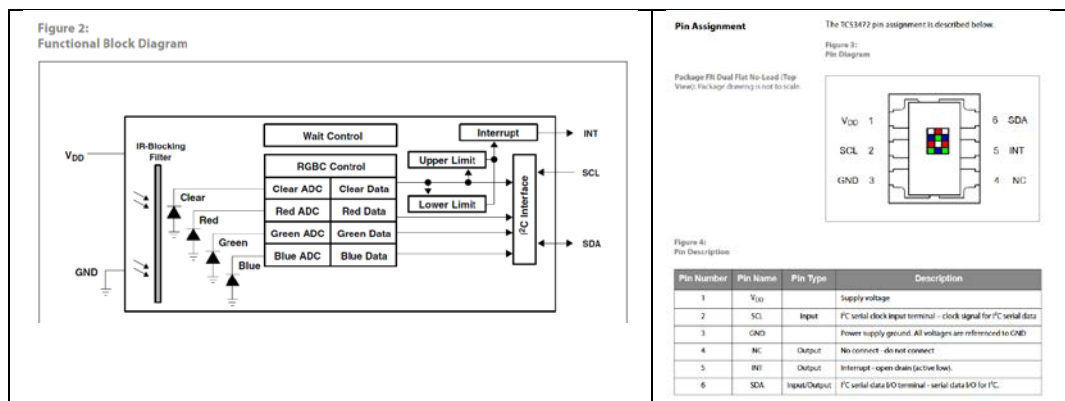 Figure 2:
Functional Block Diagram
Wait Control
Interrupt
INT
VDD
IR-Blocking
Filter
RGBC Control
Upper Limit
SCL
Clear
Clear ADC
Clear Data
Lower Limit
Red
Red ADC
Red Data
I²C Interface
Green
Green ADC
Green Data
SDA
Blue
Blue ADC
Blue Data
GND
Pin Assignment
The TCS3472 pin assignment is described below.
Figure 3:
Pin Diagram
Package FN Dual Flat No-Lead (Top
View): Package drawing is not to scale.
VDD 1
6 SDA
SCL 2
5 INT
GND 3
4 NC
Figure 4:
Pin Description
Pin Number Pin Name Pin Type Description
1 VDD Supply voltage
2 SCL Input I²C serial clock input terminal – clock signal for I²C serial data
3 GND Power supply ground. All voltages are referenced to GND
4 NC Output No connect - do not connect
5 INT Output Interrupt - open drain (active low).
6 SDA Input/Output I²C serial data I/O terminal - serial data I/O for I²C.